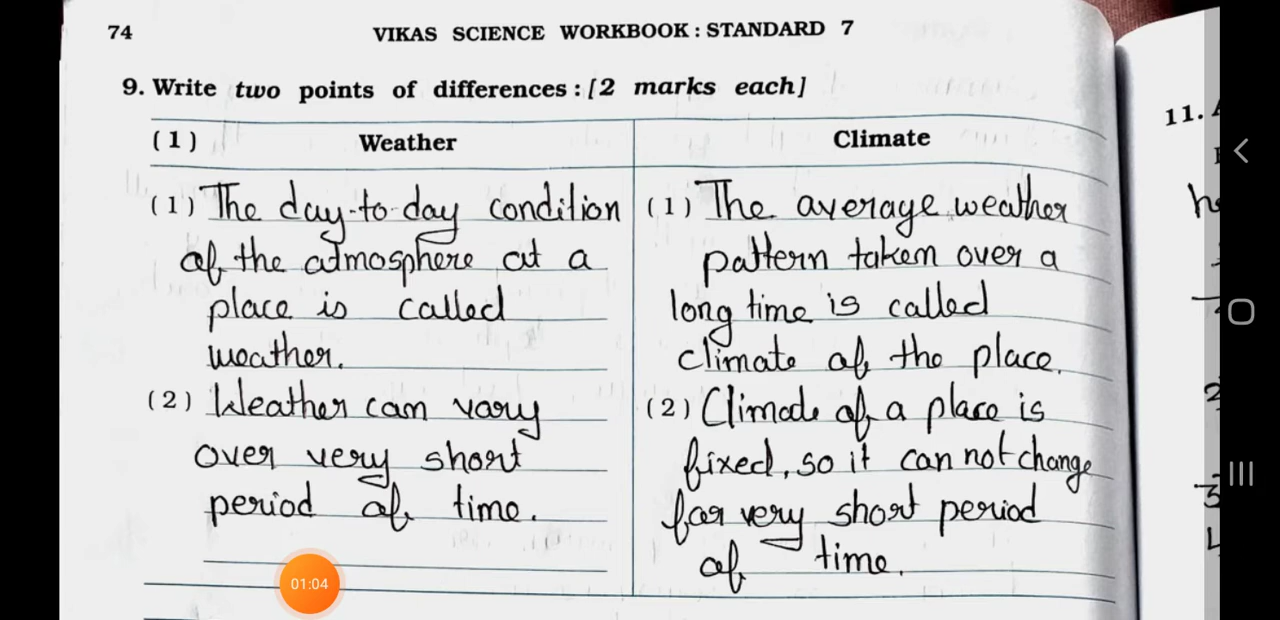 74 VIKAS SCIENCE WORKBOOK : STANDARD 7
9. Write two points of differences : [2 marks each]
(1) Weather
(1) The day-to-day condition
of the atmosphere at a
place is called
weather.
(2) Weather can vary
over very short
period of time.
Climate
(1) The average weather
pattern taken over a
long time is called
climate of the place.
(2) Climate of a place is
fixed, so it can not change
for very short period
of time.
11.
2
01:04